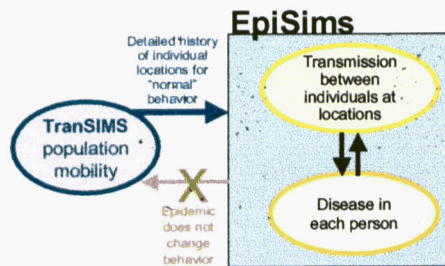 EpiSims
Detailed history
of individual
locations for
"normal"
behavior
Transmission
between
individuals at
locations
TranSIMS
population
mobility
X
Epidemic
does not
change
behavior
Disease in
each person